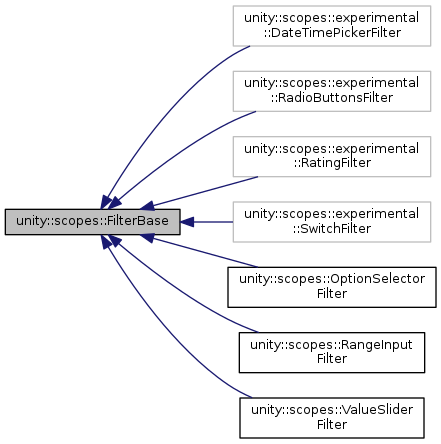 unity::scopes::experimental
::DateTimePickerFilter
unity::scopes::experimental
::RadioButtonsFilter
unity::scopes::experimental
::RatingFilter
unity::scopes::FilterBase
unity::scopes::experimental
::SwitchFilter
unity::scopes::OptionSelector
Filter
unity::scopes::RangeInput
Filter
unity::scopes::ValueSlider
Filter